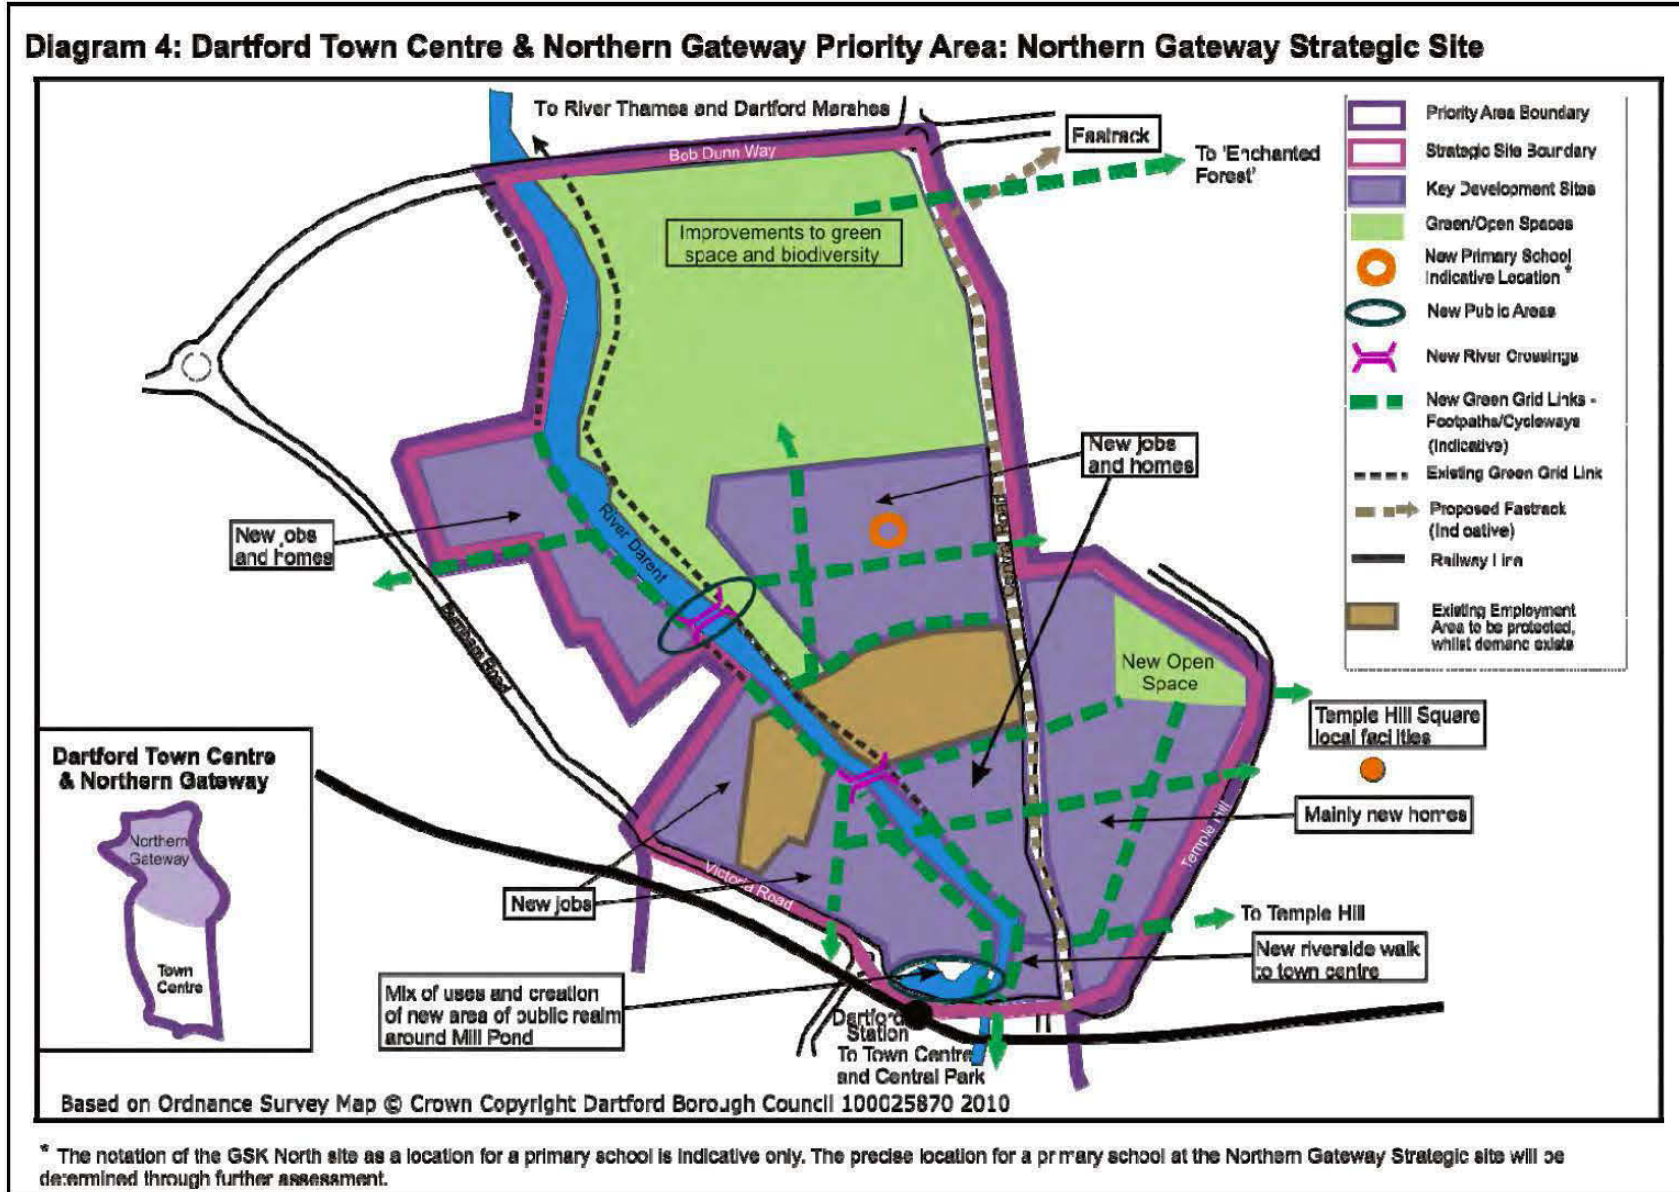 Diagram 4: Dartford Town Centre & Northern Gateway Priority Area: Northern Gateway Strategic Site
To River Thames and Dartford Marshes
Bob Dunn Way
Fastrack
To 'Enchanted
Forest'
Improvements to green
space and biodiversity
Priority Area Boundary
Strategic Site Boundary
Key Development Sites
Green/Open Spaces
New Primary School
Indicative Location *
New Public Areas
New River Crossings
New Green Grid Links -
Footpaths/Cycleways
(Indicative)
Existing Green Grid Link
Proposed Fastrack
(Indicative)
Railway Line
Existing Employment
Area to be protected,
whilst demand exists
New jobs
and homes
New jobs
and homes
River Darent
Central Road
Burnham Road
New Open
Space
Temple Hill Square
local facilities
Mainly new homes
Temple Hill
Victoria Road
New jobs
To Temple Hill
New riverside walk
to town centre
Mix of uses and creation
of new area of public realm
around Mill Pond
Dartford
Station
To Town Centre
and Central Park
Dartford Town Centre
& Northern Gateway
Northern
Gateway
Town
Centre
Based on Ordnance Survey Map © Crown Copyright Dartford Borough Council 100025870 2010
* The notation of the GSK North site as a location for a primary school is indicative only. The precise location for a primary school at the Northern Gateway Strategic site will be
determined through further assessment.